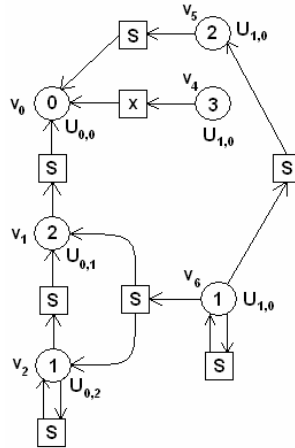 v₅
S
2
U₁,₀
v₄
v₀
0
x
3
U₀,₀
U₁,₀
S
S
v₁
2
U₀,₁
v₆
S
S
1
U₁,₀
v₂
1
U₀,₂
S
S